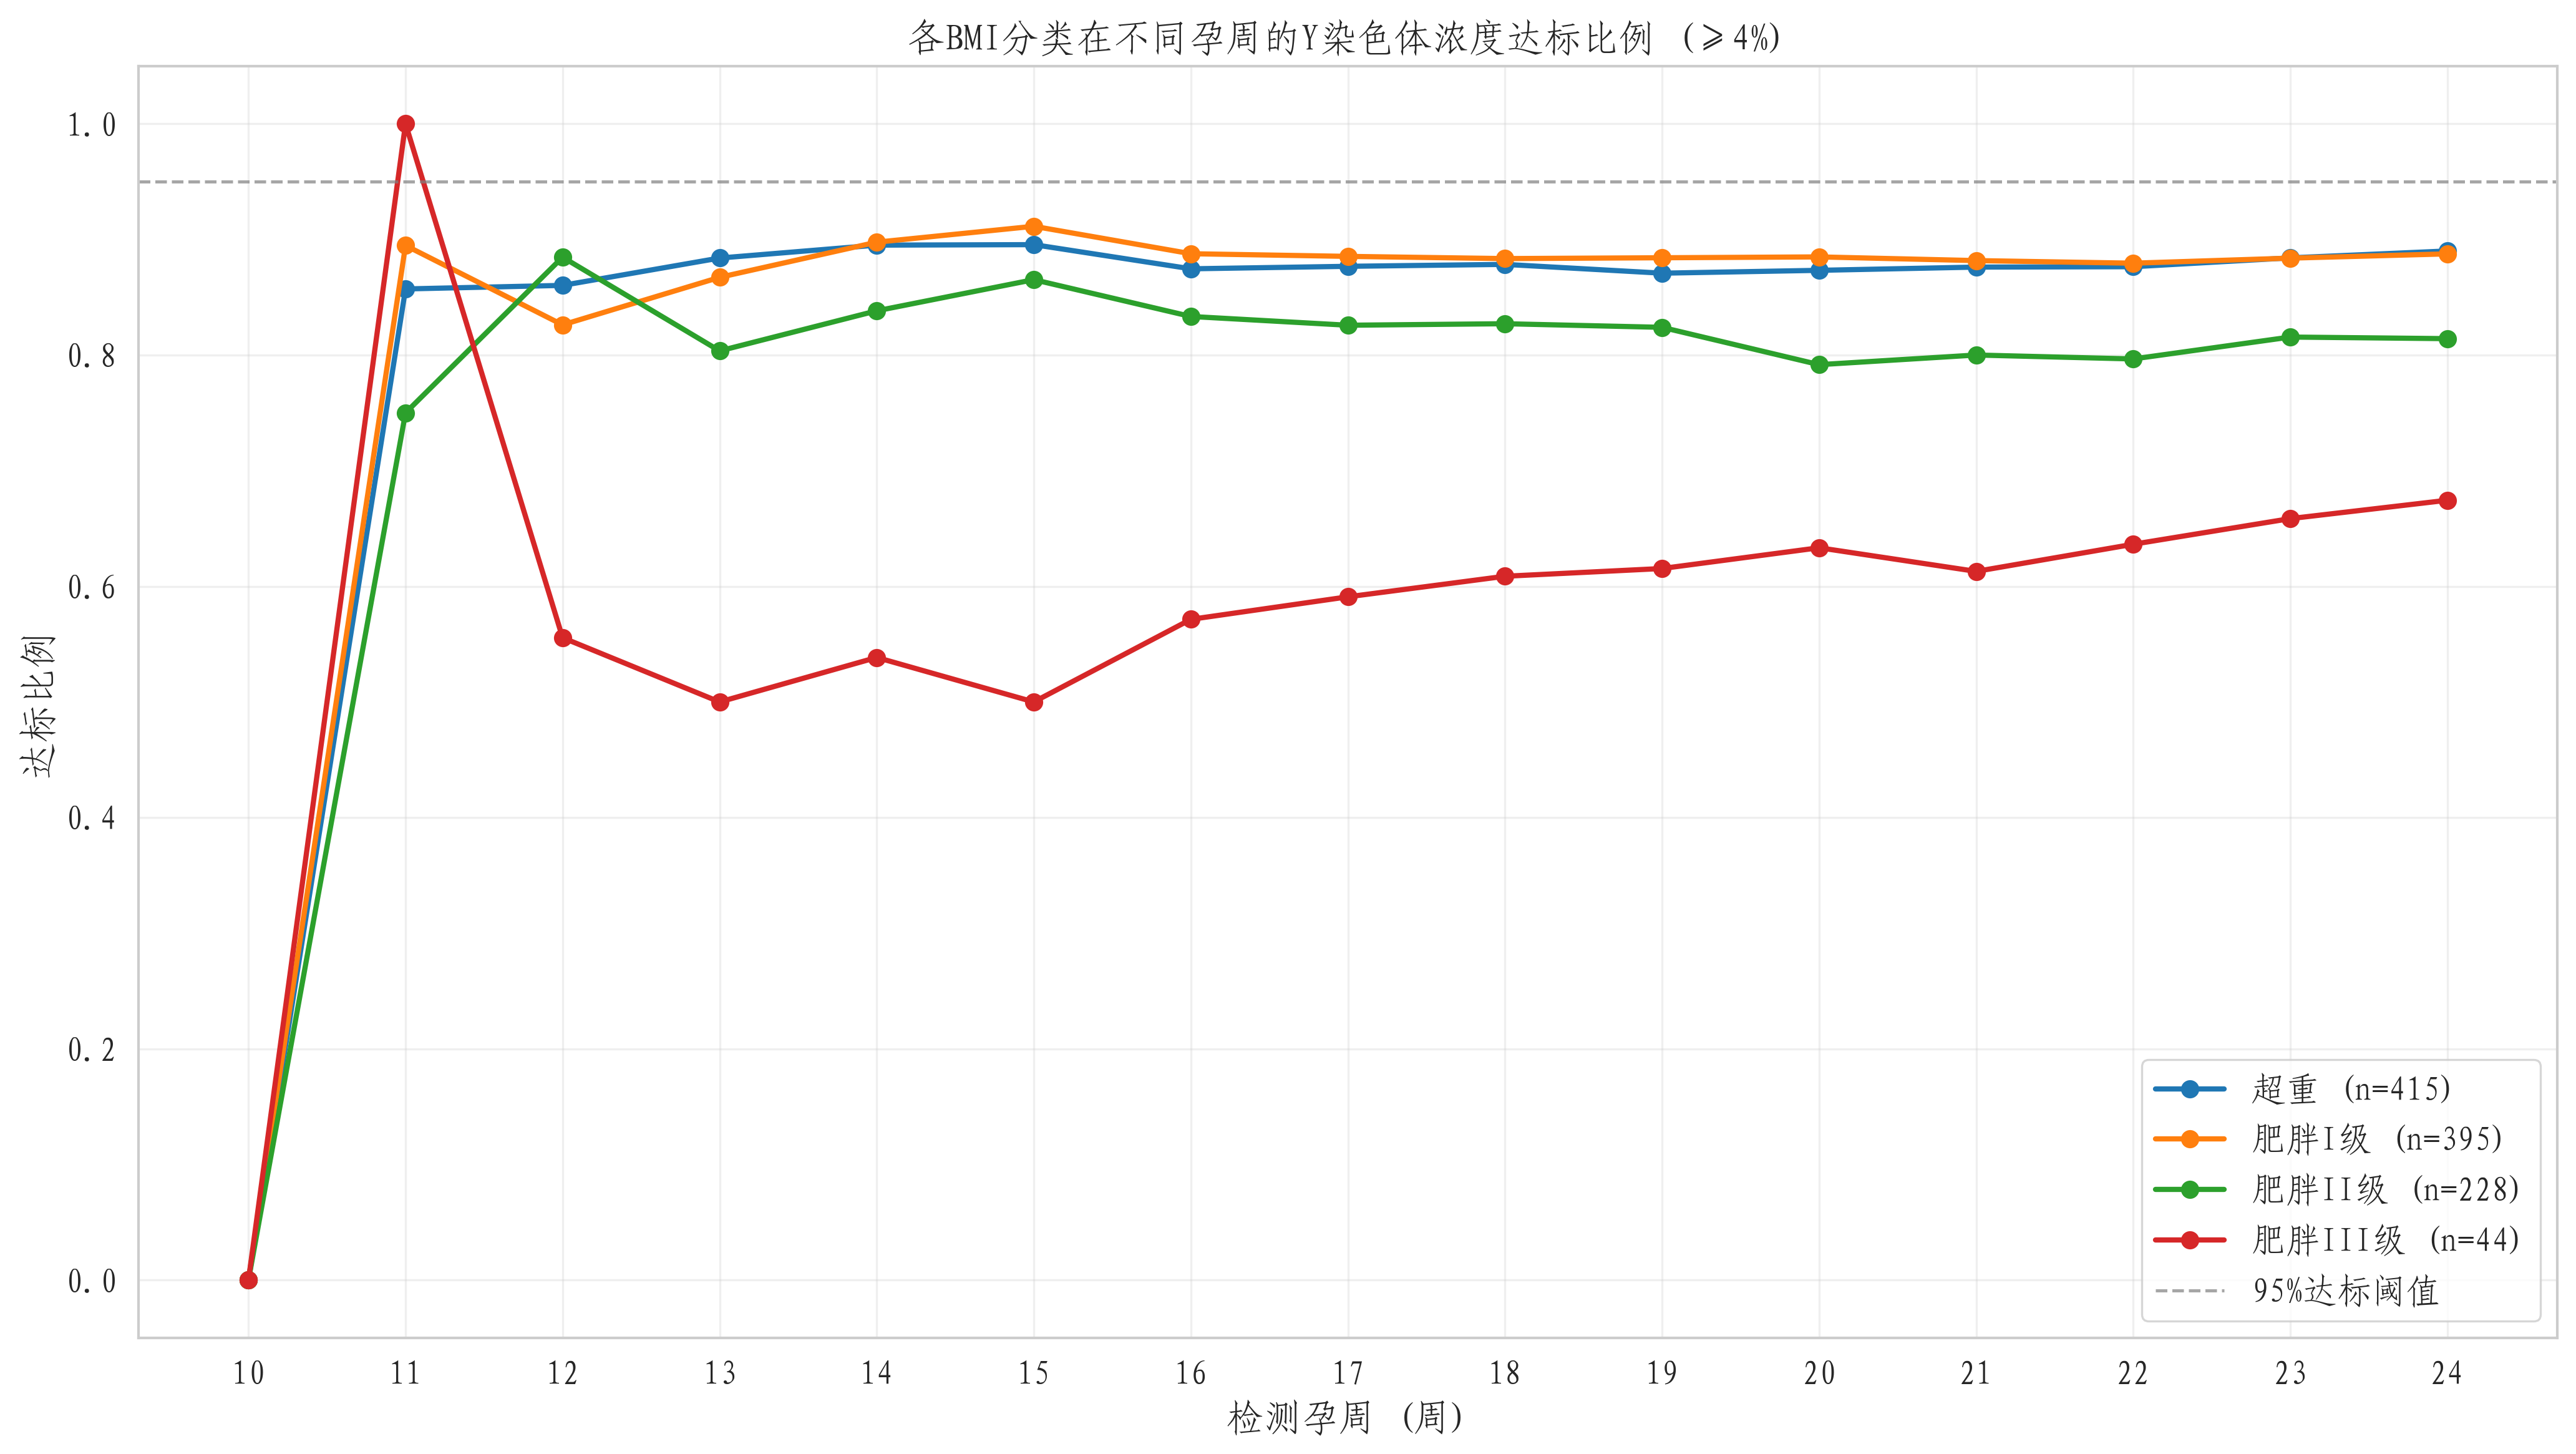 各BMI分类在不同孕周的Y染色体浓度达标比例 (≥4%)
达标比例
1.0
0.8
0.6
0.4
0.2
0.0
10 11 12 13 14 15 16 17 18 19 20 21 22 23 24
检测孕周 (周)
超重 (n=415)
肥胖I级 (n=395)
肥胖II级 (n=228)
肥胖III级 (n=44)
95%达标阈值